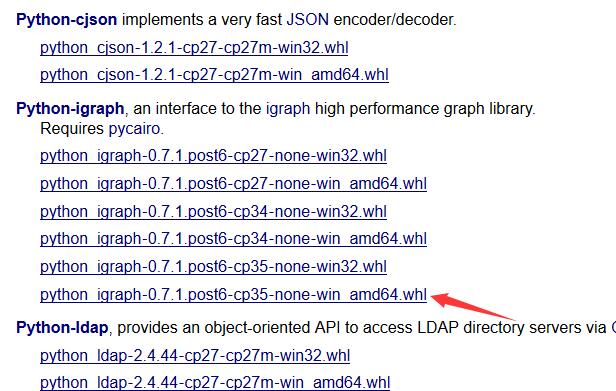 Python-cjson implements a very fast JSON encoder/decoder.
python_cjson-1.2.1-cp27-cp27m-win32.whl
python_cjson-1.2.1-cp27-cp27m-win_amd64.whl
Python-igraph, an interface to the igraph high performance graph library.
Requires pycairo.
python_igraph-0.7.1.post6-cp27-none-win32.whl
python_igraph-0.7.1.post6-cp27-none-win_amd64.whl
python_igraph-0.7.1.post6-cp34-none-win32.whl
python_igraph-0.7.1.post6-cp34-none-win_amd64.whl
python_igraph-0.7.1.post6-cp35-none-win32.whl
python_igraph-0.7.1.post6-cp35-none-win_amd64.whl
Python-ldap, provides an object-oriented API to access LDAP directory servers via
python_ldap-2.4.44-cp27-cp27m-win32.whl
python_ldap-2.4.44-cp27-cp27m-win_amd64.whl